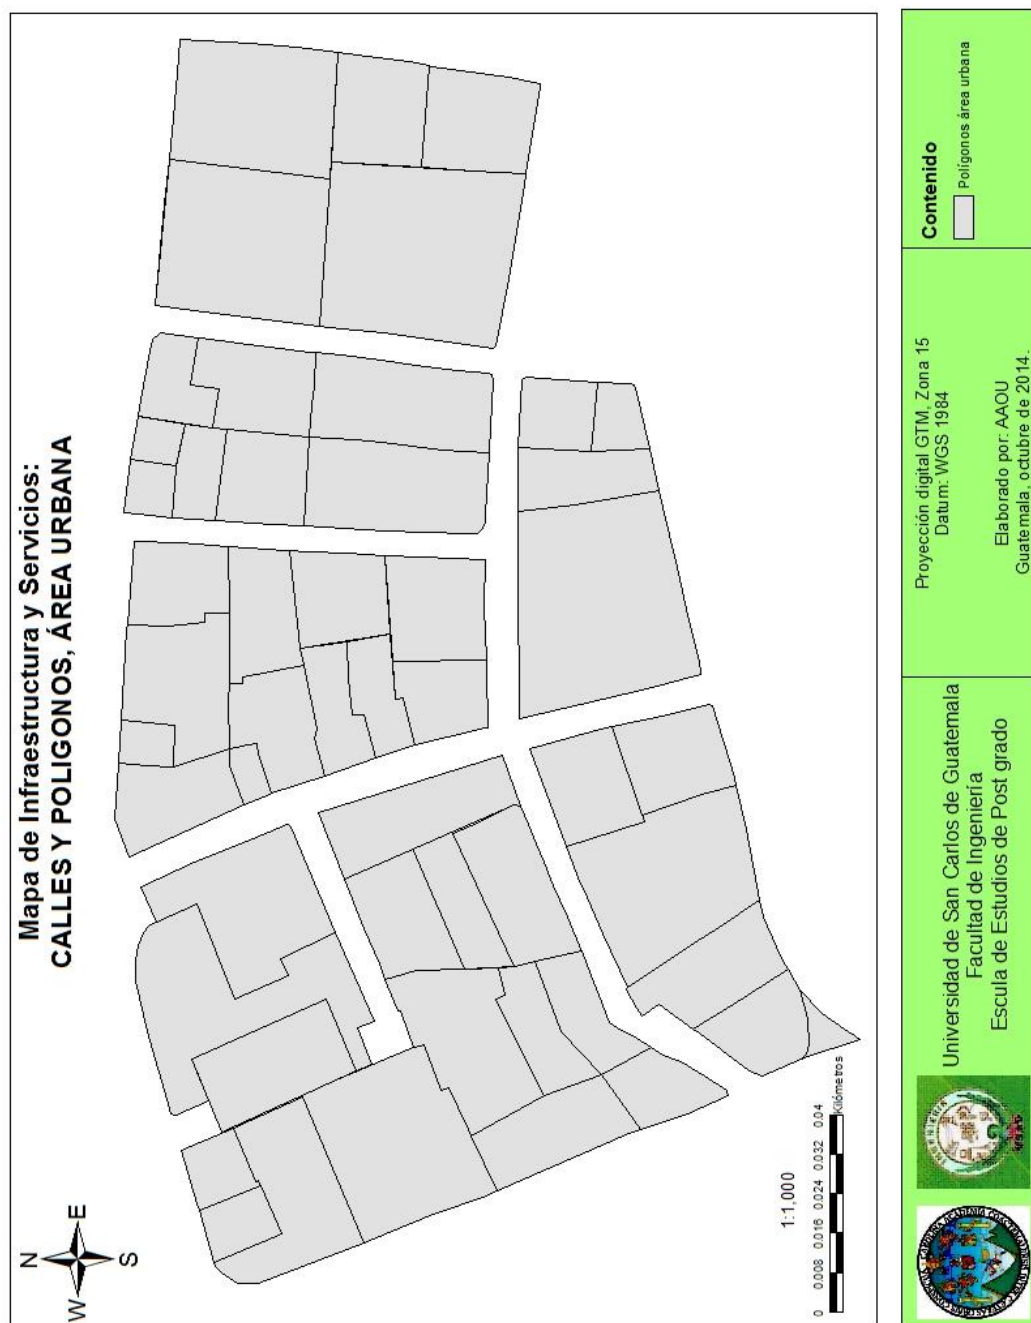 Mapa de Infraestructura y Servicios:
CALLES Y POLIGONOS, ÁREA URBANA
N
W
E
S
1:1,000
0 0.008 0.016 0.024 0.032 0.04
Kilómetros
Universidad de San Carlos de Guatemala
Facultad de Ingeniería
Escula de Estudios de Post grado
Proyección digital GTM, Zona 15
Datum: WGS 1984
Elaborado por: AAOU
Guatemala, octubre de 2014.
Contenido
Polígonos área urbana